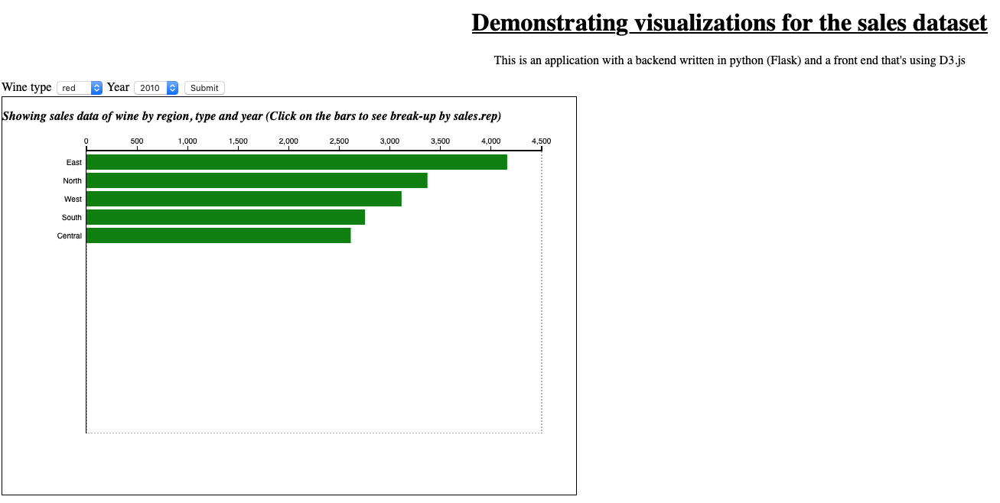 Demonstrating visualizations for the sales dataset
This is an application with a backend written in python (Flask) and a front end that's using D3.js
Wine type red Year 2010 Submit
Showing sales data of wine by region, type and year (Click on the bars to see break-up by sales.rep)
0 500 1,000 1,500 2,000 2,500 3,000 3,500 4,000 4,500
East
North
West
South
Central